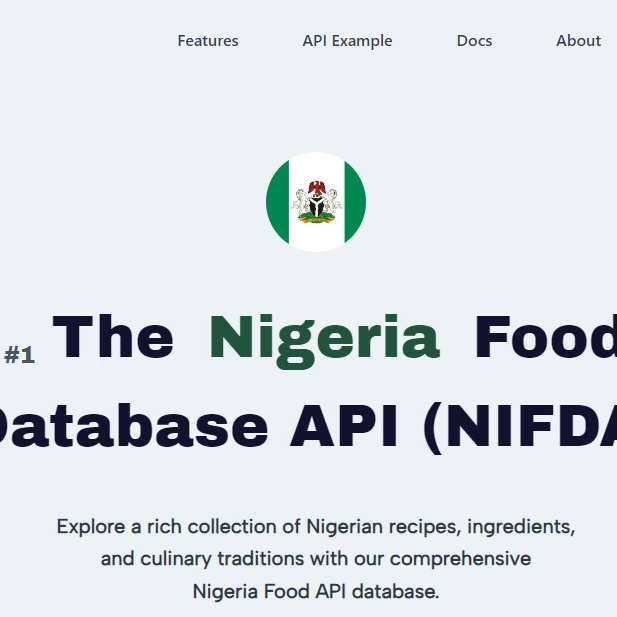 Features API Example Docs About
#1 The Nigeria Food
Database API (NIFDA
Explore a rich collection of Nigerian recipes, ingredients,
and culinary traditions with our comprehensive
Nigeria Food API database.